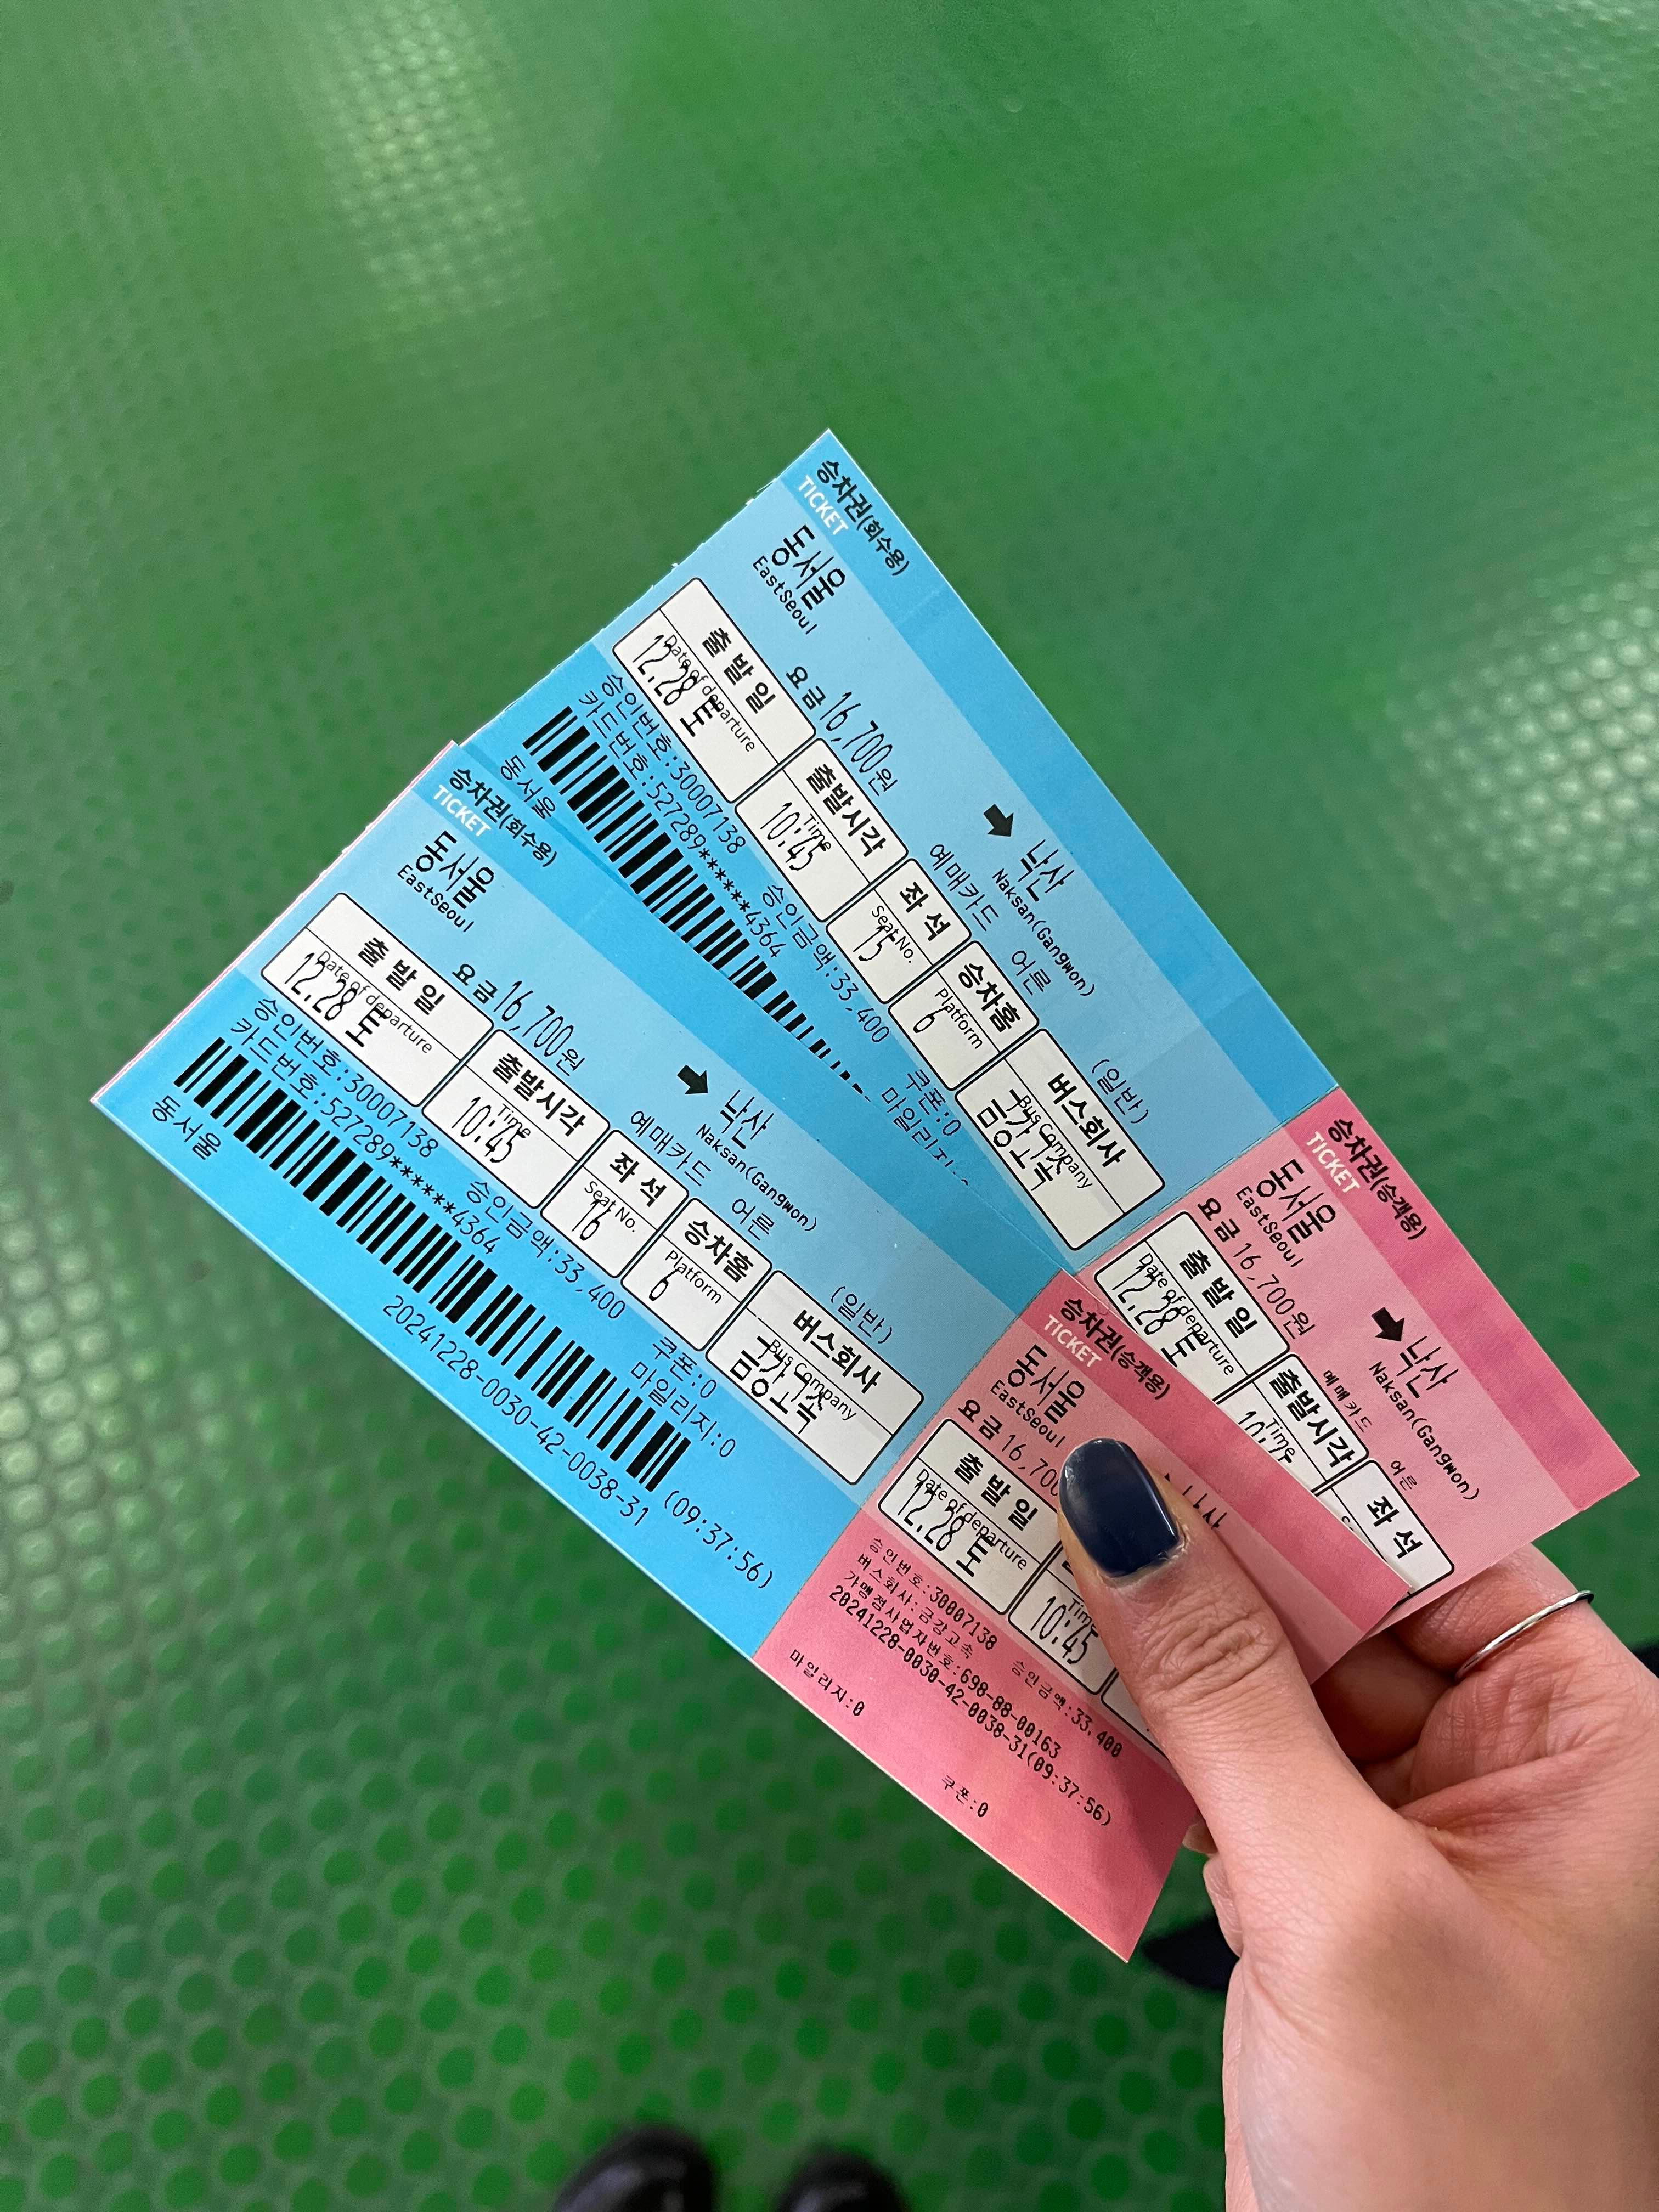 승차권(회수용)
TICKET
동서울
EastSeoul
낙산
Naksan(Gangwon)
요금 16,700원
예매카드 어른 (일반)
출발일 출발시각 좌석 승차홈 버스회사
Date of departure Time Seat No. Platform Bus Company
12.28 토 10:45 15 6 금강고속
승인번호:30007138 승인금액:33,400 쿠폰:0
카드번호:527289******4364
동서울
승차권(승객용)
TICKET
동서울
EastSeoul
낙산
Naksan(Gangwon)
요금 16,700원
예매카드 어른
출발일 출발시각 좌석
Date of departure Time
12.28 토
승차권(회수용)
TICKET
동서울
EastSeoul
낙산
Naksan(Gangwon)
요금 16,700원
예매카드 어른 (일반)
출발일 출발시각 좌석 승차홈 버스회사
Date of departure Time Seat No. Platform Bus Company
12.28 토 10:45 16 6 금강고속
승인번호:30007138 승인금액:33,400 쿠폰:0
카드번호:527289******4364 마일리지:0
동서울
20241228-0030-42-0038-31 (09:37:56)
승차권(승객용)
TICKET
동서울
EastSeoul
요금 16,700
출발일
Date of departure Time
12.28 토 10:45
승인번호:30007138 승인금액:33,400
버스회사:금강고속
가맹점사업자번호:698-88-00163
20241228-0030-42-0038-31(09:37:56)
마일리지:0 쿠폰:0